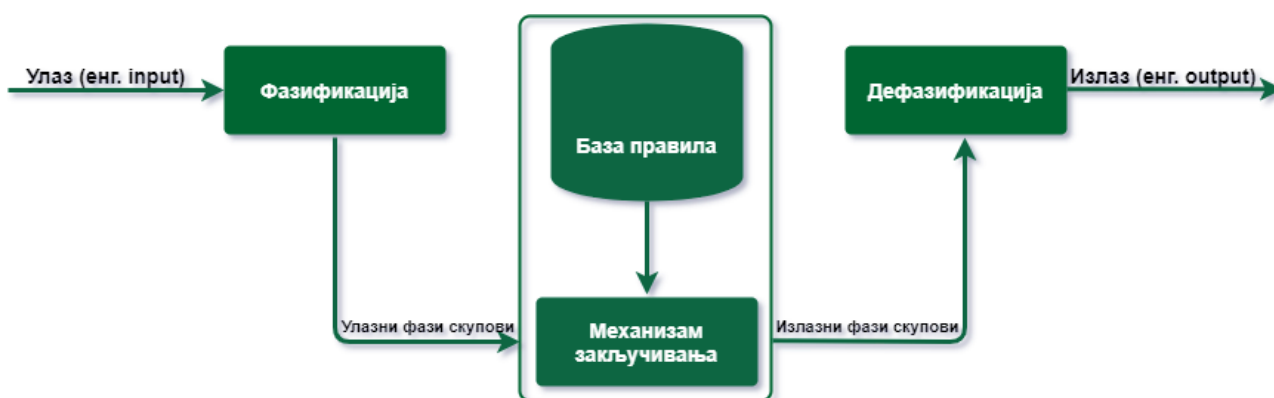 Улаз (енг. input)
Фазификација
База правила
Дефазификација
Излаз (енг. output)
Улазни фази скупови
Механизам
закључивања
Излазни фази скупови